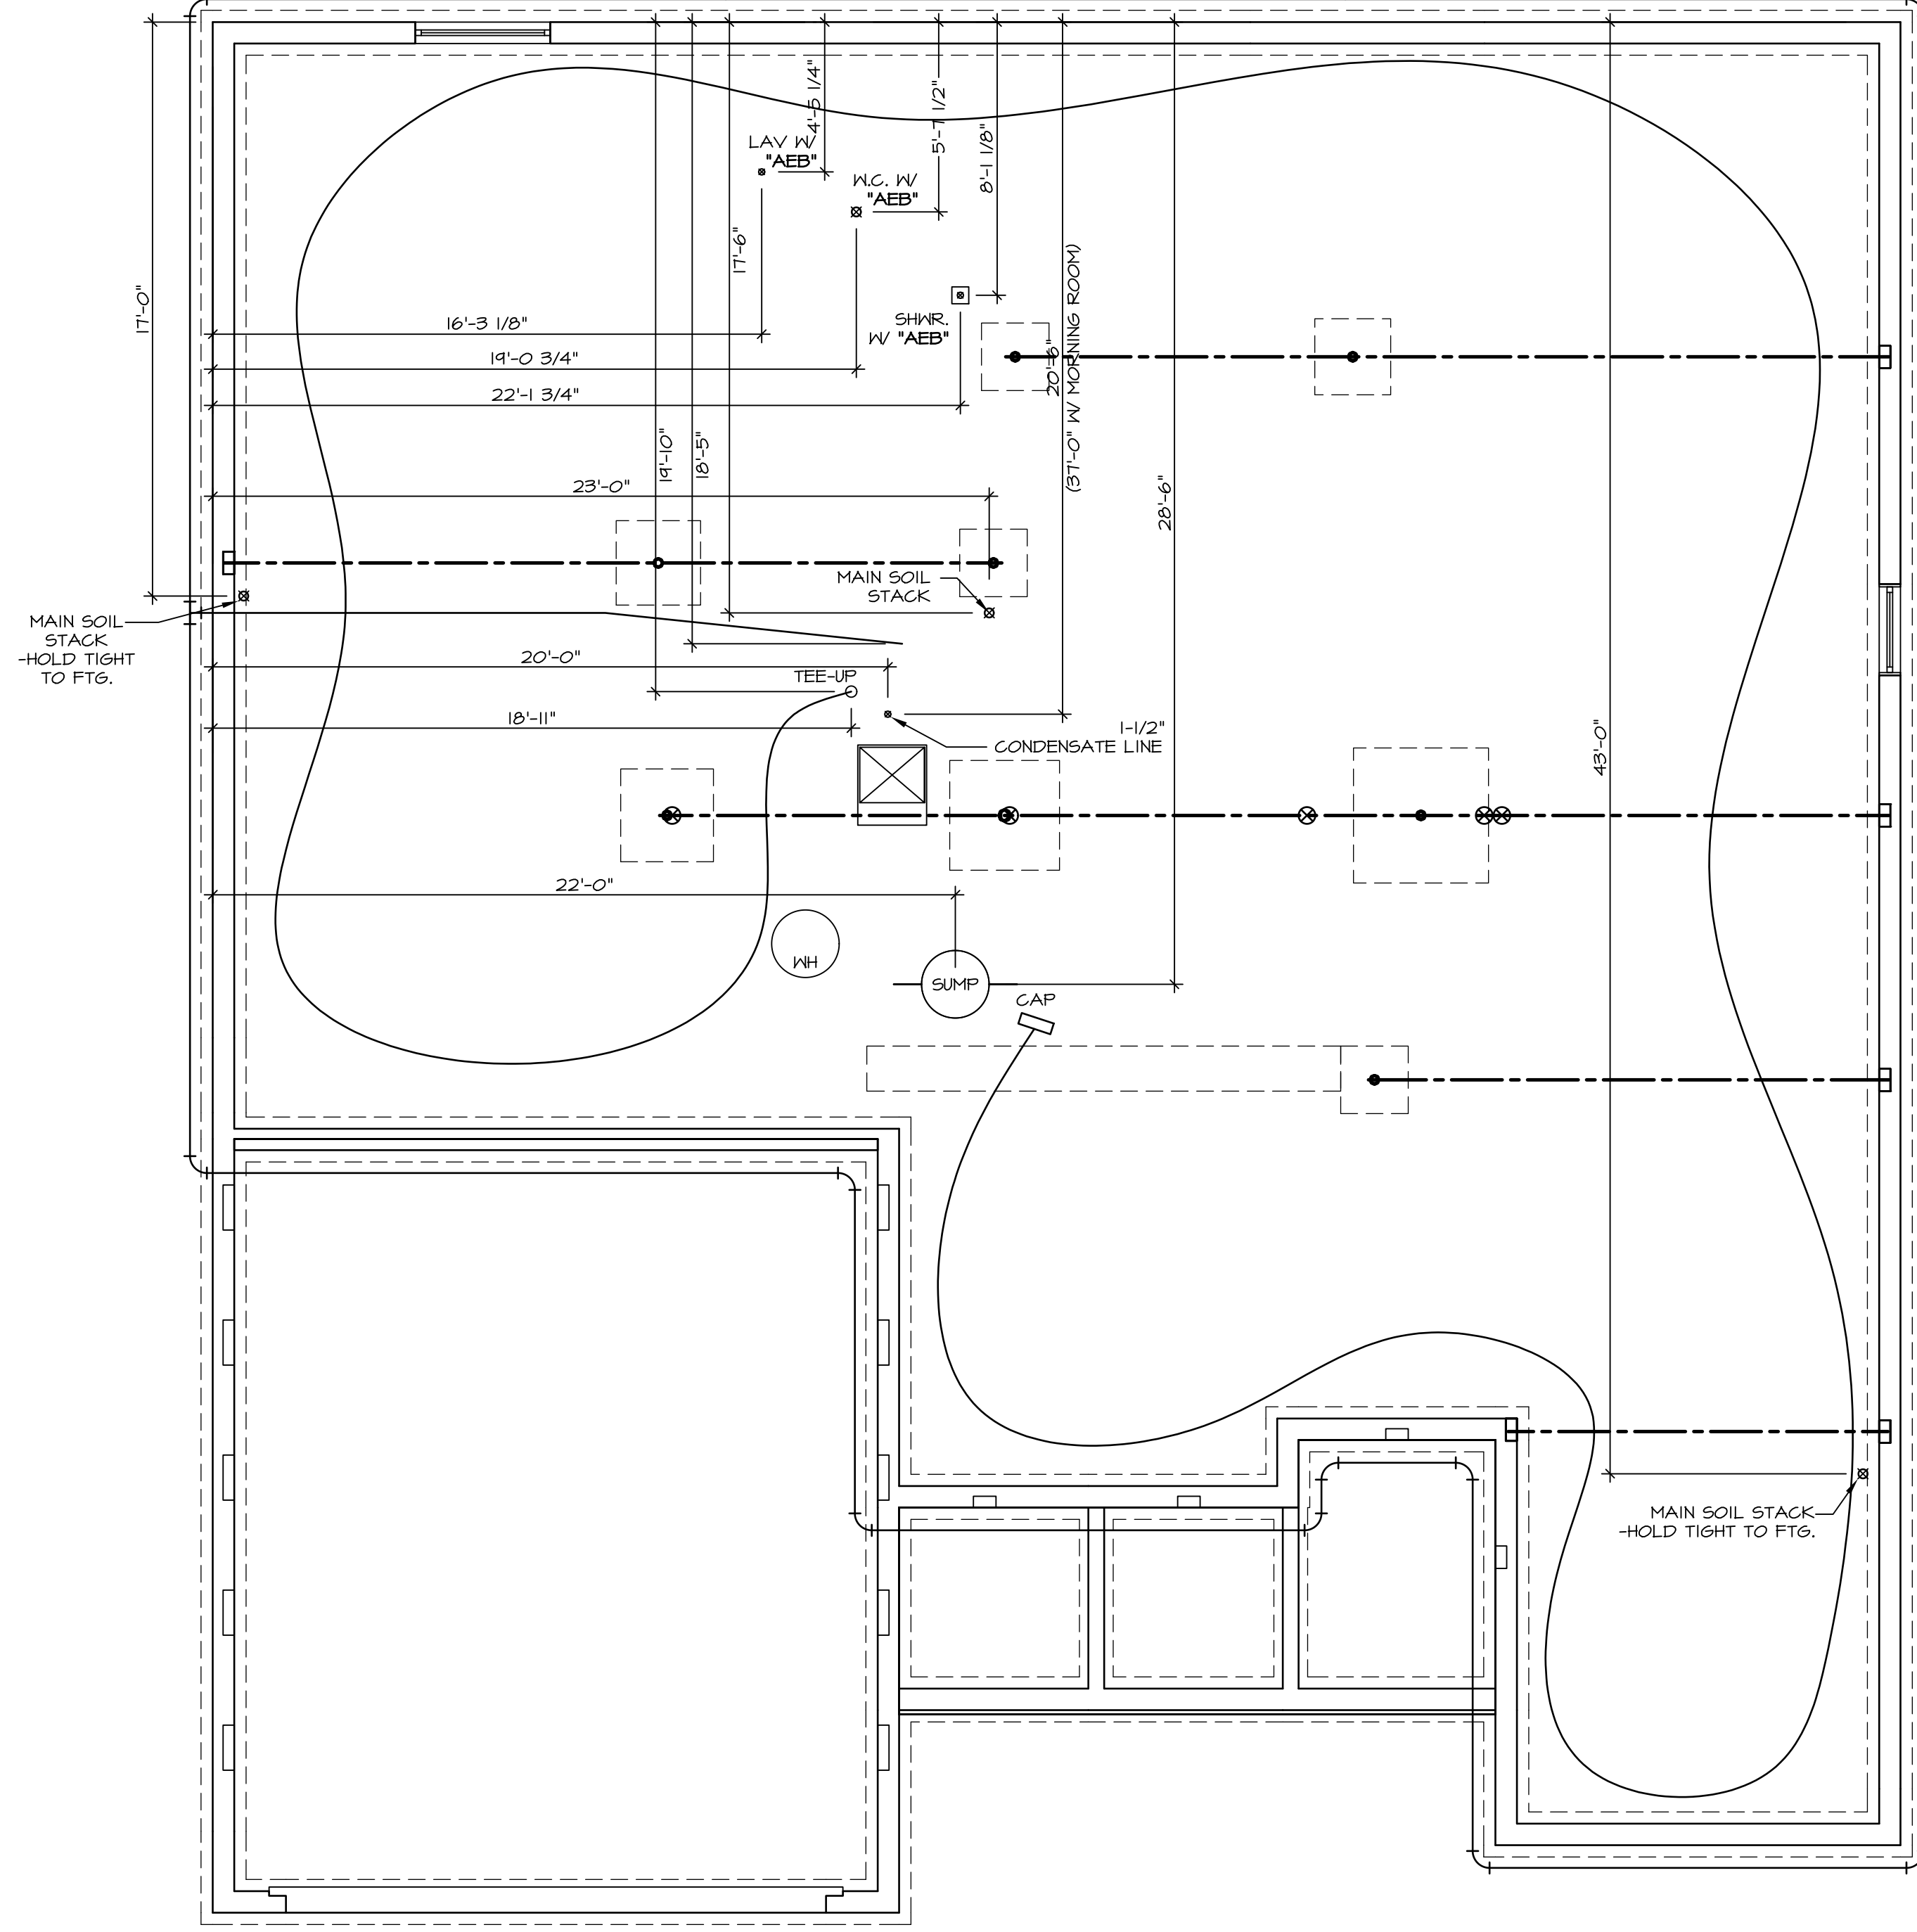 4'-5 1/4"
5'-7 1/2"
8'-1 1/8"
LAV W/
"AEB"
W.C. W/
"AEB"
17'-6"
17'-0"
16'-3 1/8"
SHWR.
W/ "AEB"
19'-0 3/4"
22'-1 3/4"
20'-6"
(37'-0" W/ MORNING ROOM)
19'-10"
18'-5"
23'-0"
28'-6"
MAIN SOIL
STACK
MAIN SOIL
STACK
-HOLD TIGHT
TO FTG.
20'-0"
TEE-UP
18'-11"
1-1/2"
CONDENSATE LINE
43'-0"
22'-0"
WH
SUMP
CAP
MAIN SOIL STACK
-HOLD TIGHT TO FTG.